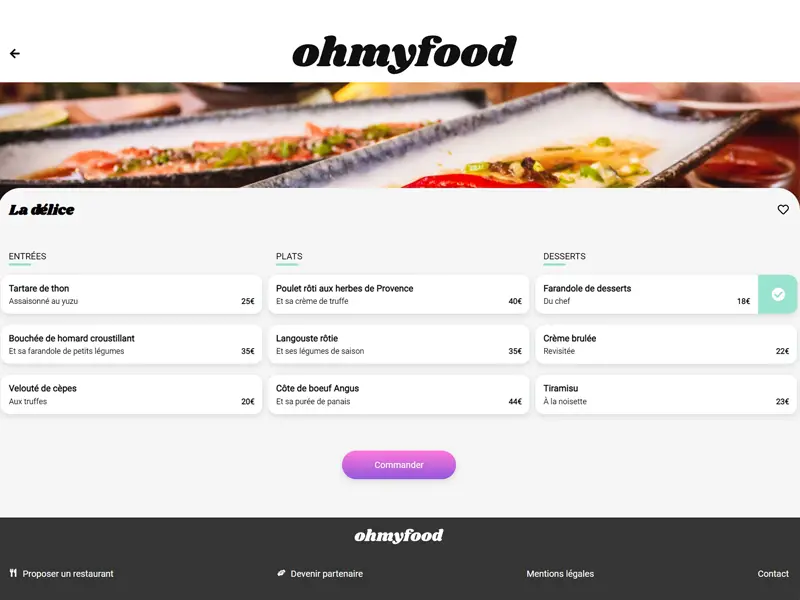 ohmyfood
La délice
ENTRÉES
Tartare de thon
Assaisonné au yuzu
25€
Bouchée de homard croustillant
Et sa farandole de petits légumes
35€
Velouté de cèpes
Aux truffes
20€
PLATS
Poulet rôti aux herbes de Provence
Et sa crème de truffe
40€
Langouste rôtie
Et ses légumes de saison
35€
Côte de boeuf Angus
Et sa purée de panais
44€
DESSERTS
Farandole de desserts
Du chef
18€
Crème brulée
Revisitée
22€
Tiramisu
À la noisette
23€
Commander
ohmyfood
Proposer un restaurant
Devenir partenaire
Mentions légales
Contact